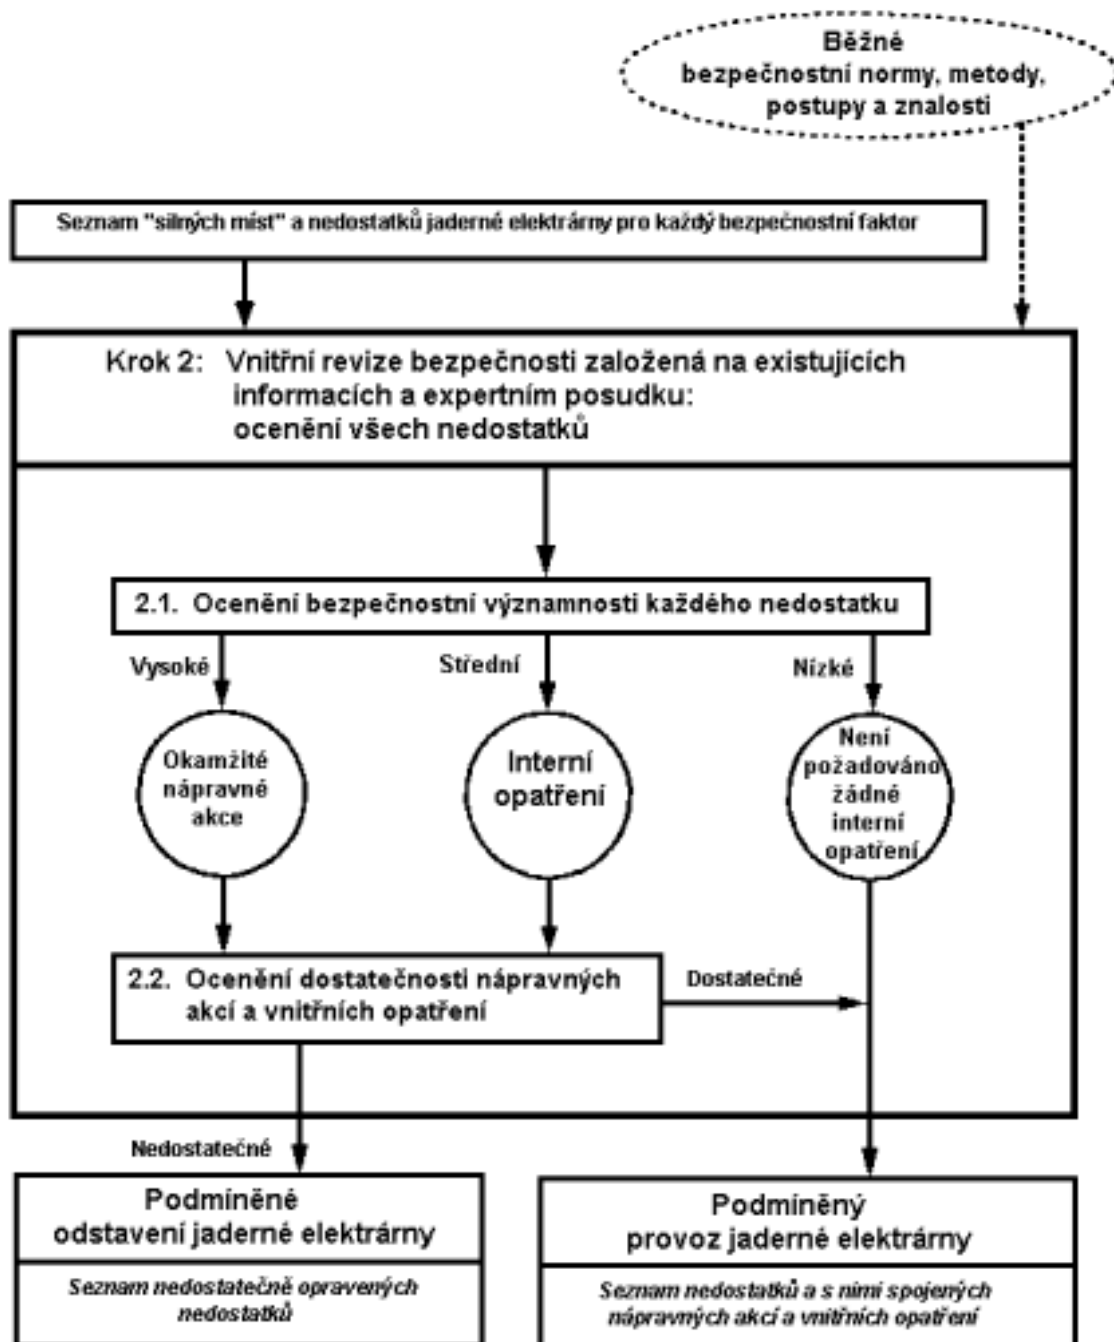 Běžné
bezpečnostní normy, metody,
postupy a znalosti
Seznam "silných míst" a nedostatků jaderné elektrárny pro každý bezpečnostní faktor
Krok 2: Vnitřní revize bezpečnosti založená na existujících
informacích a expertním posudku:
ocenění všech nedostatků
2.1. Ocenění bezpečnostní významnosti každého nedostatku
Vysoké
Střední
Nízké
Okamžité
nápravné
akce
Interní
opatření
Není
požadováno
žádné
interní
opatření
2.2. Ocenění dostatečnosti nápravných
akcí a vnitřních opatření
Dostatečné
Nedostatečné
Podmíněné
odstavení jaderné elektrárny
Seznam nedostatečně opravených
nedostatků
Podmíněný
provoz jaderné elektrárny
Seznam nedostatků a s nimi spojených
nápravných akcí a vnitřních opatření